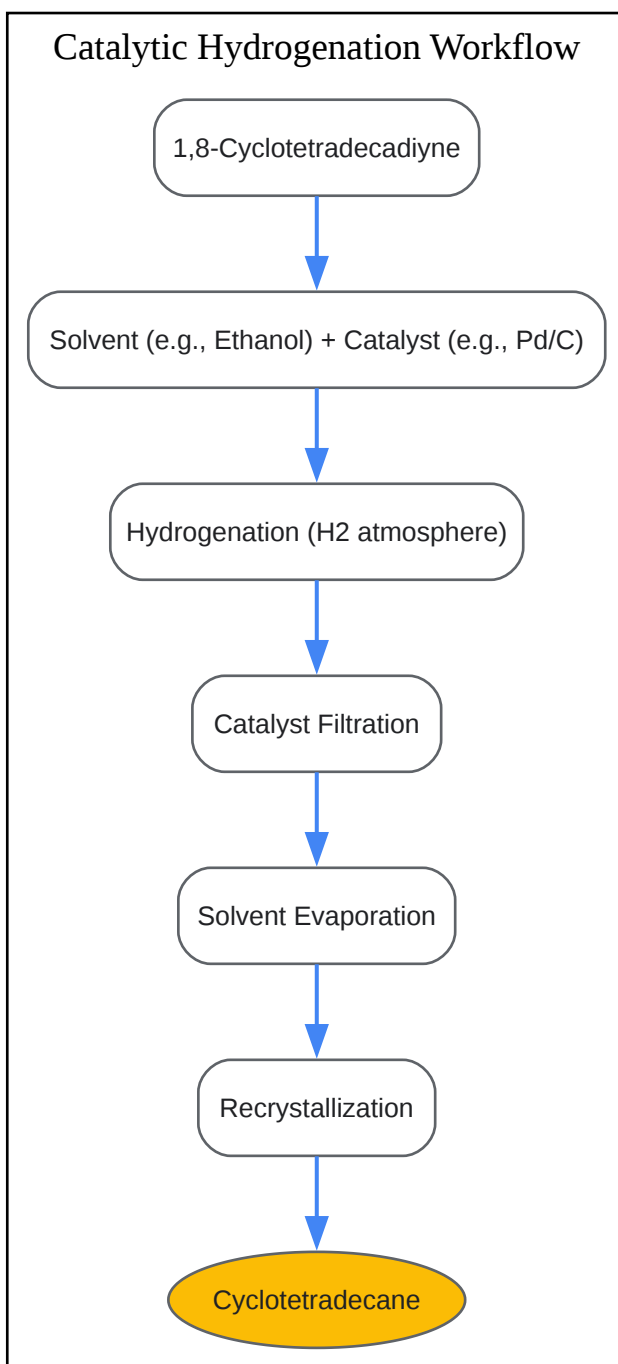 Catalytic Hydrogenation Workflow
1,8-Cyclotetradecadiyne
Solvent (e.g., Ethanol) + Catalyst (e.g., Pd/C)
Hydrogenation (H2 atmosphere)
Catalyst Filtration
Solvent Evaporation
Recrystallization
Cyclotetradecane